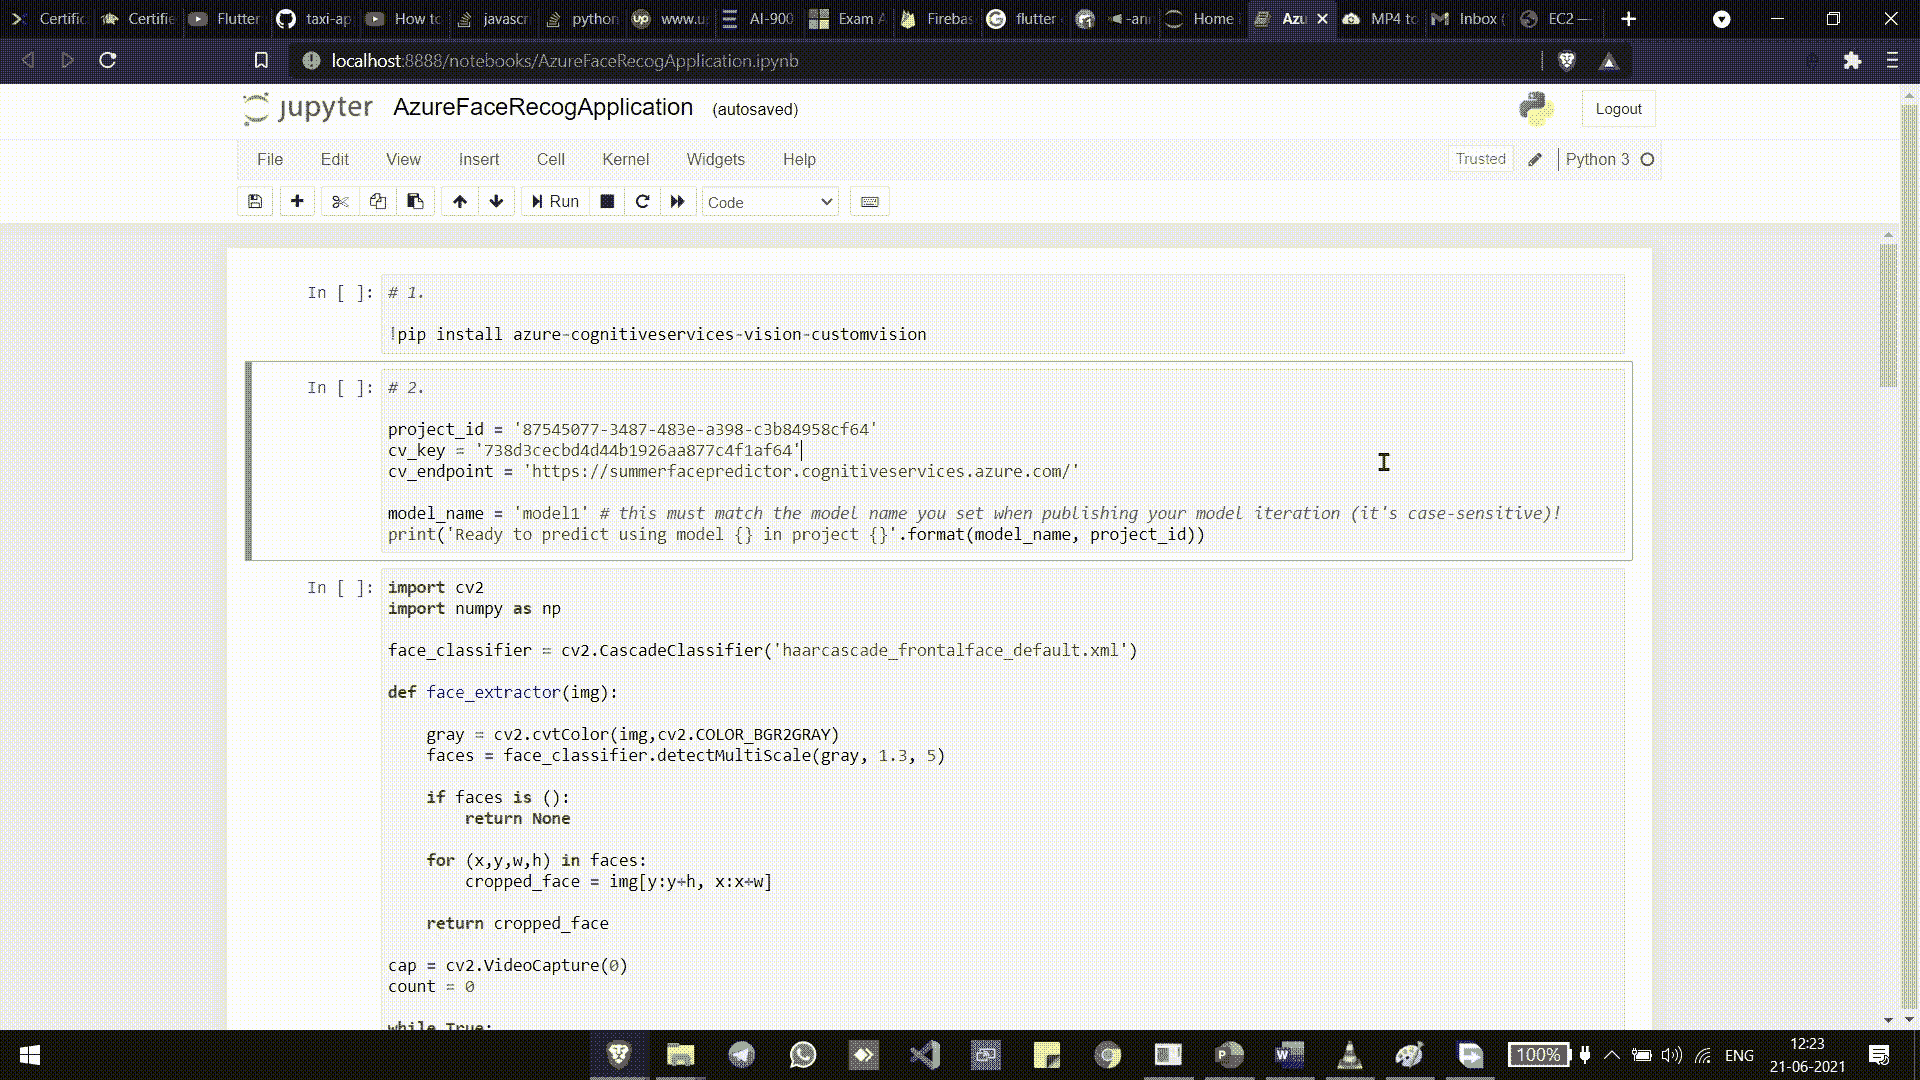 Certific Certifie Flutter taxi-ap How to javascr python www.u AI-900 Exam A Firebas flutter -ann Home Azu MP4 to Inbox ( EC2 —
localhost:8888/notebooks/AzureFaceRecogApplication.ipynb
jupyter AzureFaceRecogApplication (autosaved) Logout
File Edit View Insert Cell Kernel Widgets Help Trusted Python 3
Run Code
In [ ]: # 1.
!pip install azure-cognitiveservices-vision-customvision
In [ ]: # 2.
project_id = '87545077-3487-483e-a398-c3b84958cf64'
cv_key = '738d3cecbd4d44b1926aa877c4f1af64'
cv_endpoint = 'https://summerfacepredictor.cognitiveservices.azure.com/'
model_name = 'model1' # this must match the model name you set when publishing your model iteration (it's case-sensitive)!
print('Ready to predict using model {} in project {}'.format(model_name, project_id))
In [ ]: import cv2
import numpy as np
face_classifier = cv2.CascadeClassifier('haarcascade_frontalface_default.xml')
def face_extractor(img):
gray = cv2.cvtColor(img,cv2.COLOR_BGR2GRAY)
faces = face_classifier.detectMultiScale(gray, 1.3, 5)
if faces is ():
return None
for (x,y,w,h) in faces:
cropped_face = img[y:y+h, x:x+w]
return cropped_face
cap = cv2.VideoCapture(0)
count = 0
while True:
100% ENG 12:23
21-06-2021